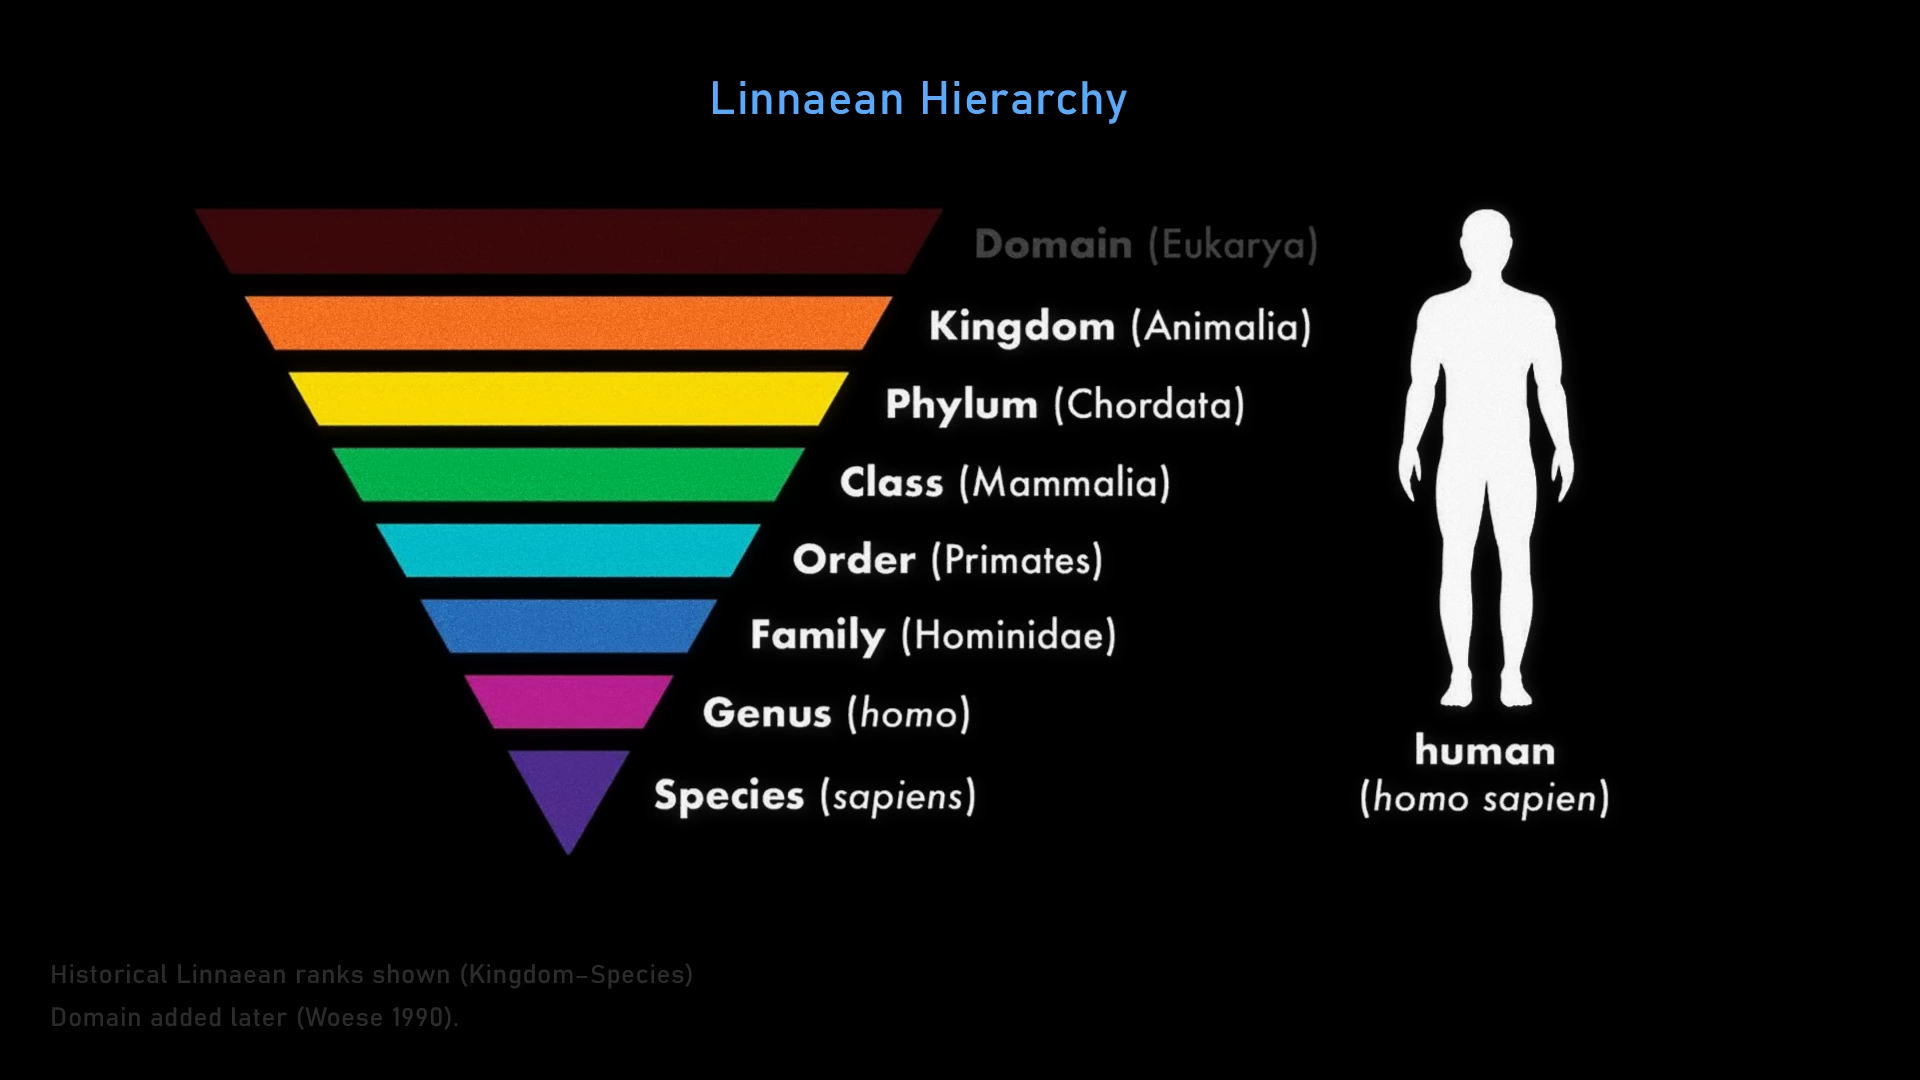 Linnaean Hierarchy
Domain (Eukarya)
Kingdom (Animalia)
Phylum (Chordata)
Class (Mammalia)
Order (Primates)
Family (Hominidae)
Genus (homo)
Species (sapiens)
human
(homo sapien)
Historical Linnaean ranks shown (Kingdom–Species)
Domain added later (Woese 1990).